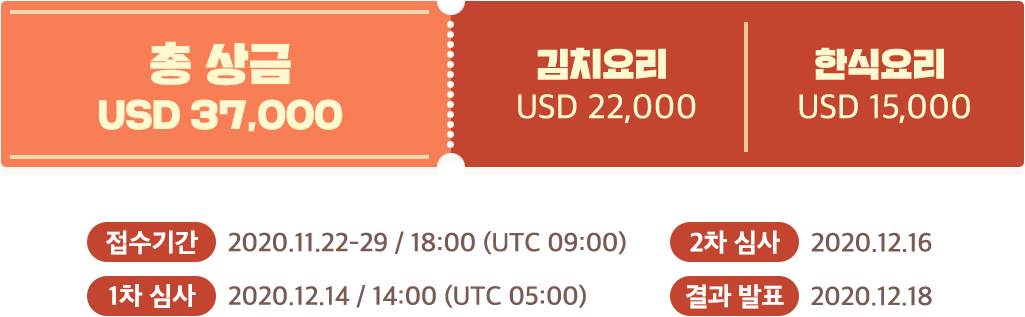 총 상금
USD 37,000
김치요리
USD 22,000
한식요리
USD 15,000
접수기간 2020.11.22-29 / 18:00 (UTC 09:00)
2차 심사 2020.12.16
1차 심사 2020.12.14 / 14:00 (UTC 05:00)
결과 발표 2020.12.18